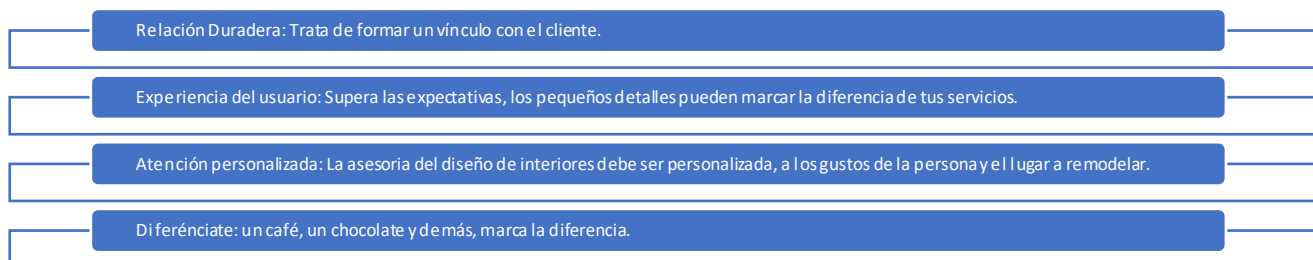 Relación Duradera: Trata de formar un vínculo con el cliente.
Experiencia del usuario: Supera las expectativas, los pequeños detalles pueden marcar la diferencia de tus servicios.
Atención personalizada: La asesoria del diseño de interiores debe ser personalizada, a los gustos de la persona y el lugar a remodelar.
Diferénciate: un café, un chocolate y demás, marca la diferencia.